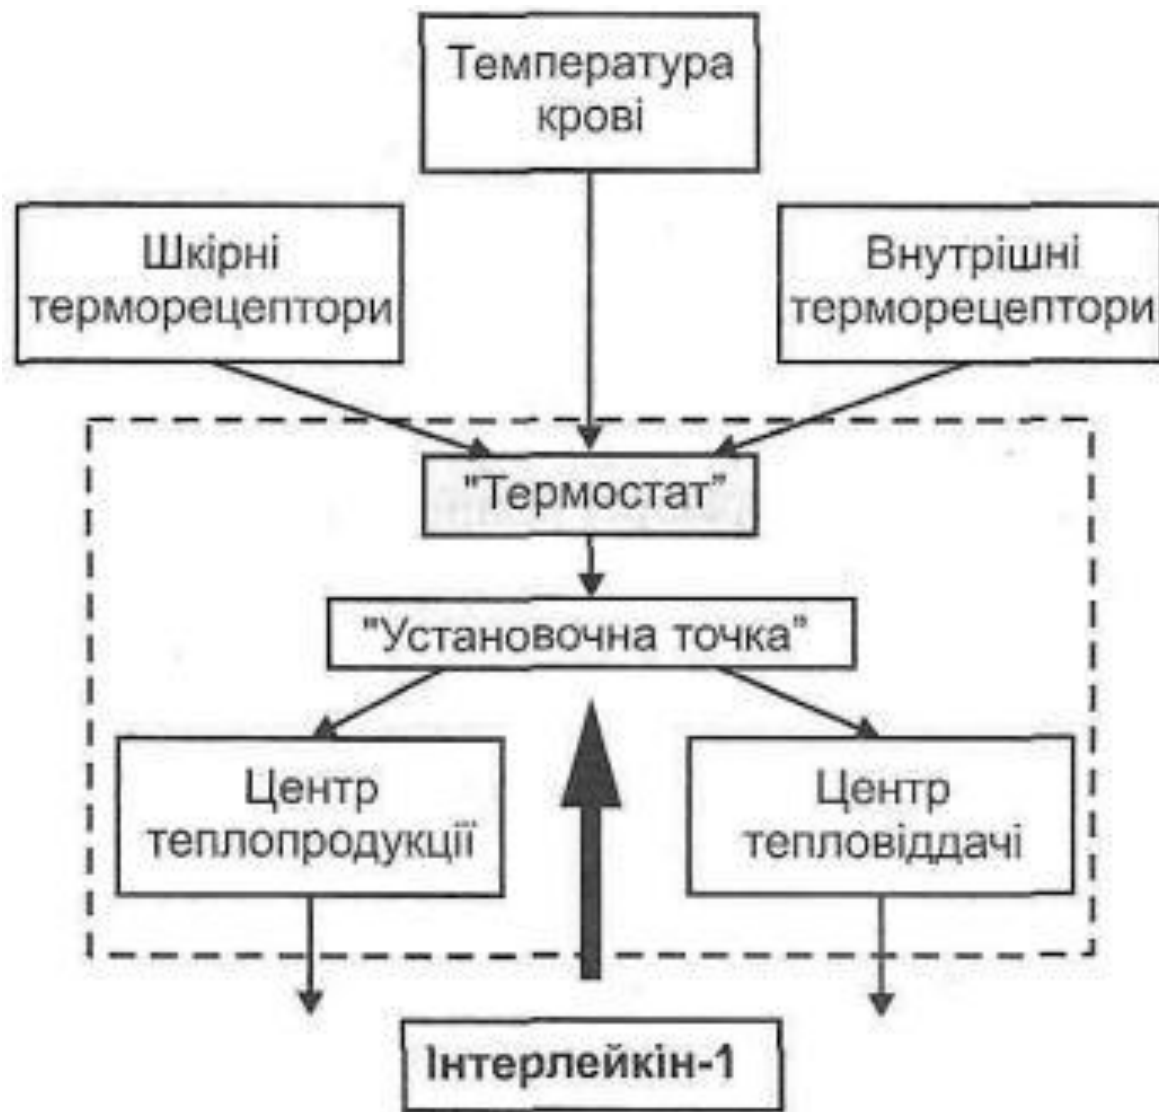 Температура
крові
Шкірні
терморецептори
Внутрішні
терморецептори
"Термостат"
"Установочна точка"
Центр
теплопродукції
Центр
тепловіддачі
Інтерлейкін-1